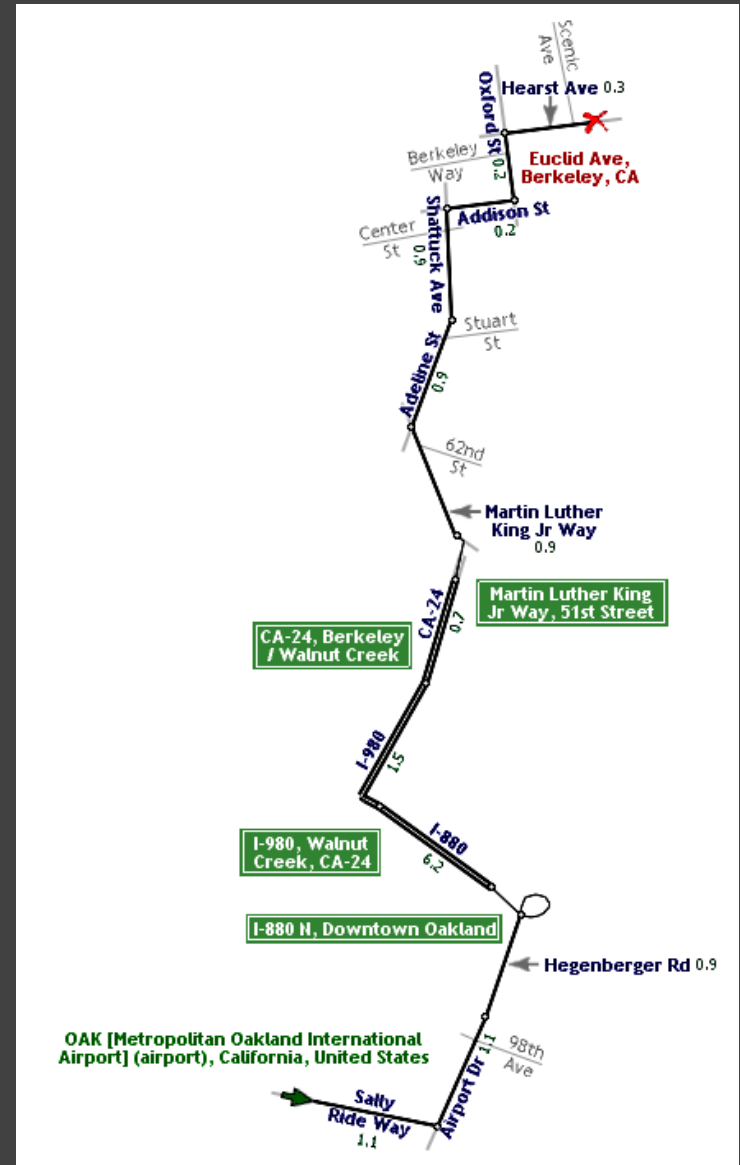 Scenic
Ave
Hearst Ave 0.3
Oxford St
0.2
Berkeley
Way
Euclid Ave,
Berkeley, CA
Addison St
0.2
Shattuck Ave
0.9
Center
St
Stuart
St
Adeline St
0.9
62nd
St
Martin Luther
King Jr Way
0.9
Martin Luther King
Jr Way, 51st Street
CA-24
0.7
CA-24, Berkeley
/ Walnut Creek
I-980
1.5
I-880
6.2
I-980, Walnut
Creek, CA-24
I-880 N, Downtown Oakland
Hegenberger Rd 0.9
98th
Ave
Airport Dr 1.1
OAK [Metropolitan Oakland International
Airport] (airport), California, United States
Sally
Ride Way
1.1